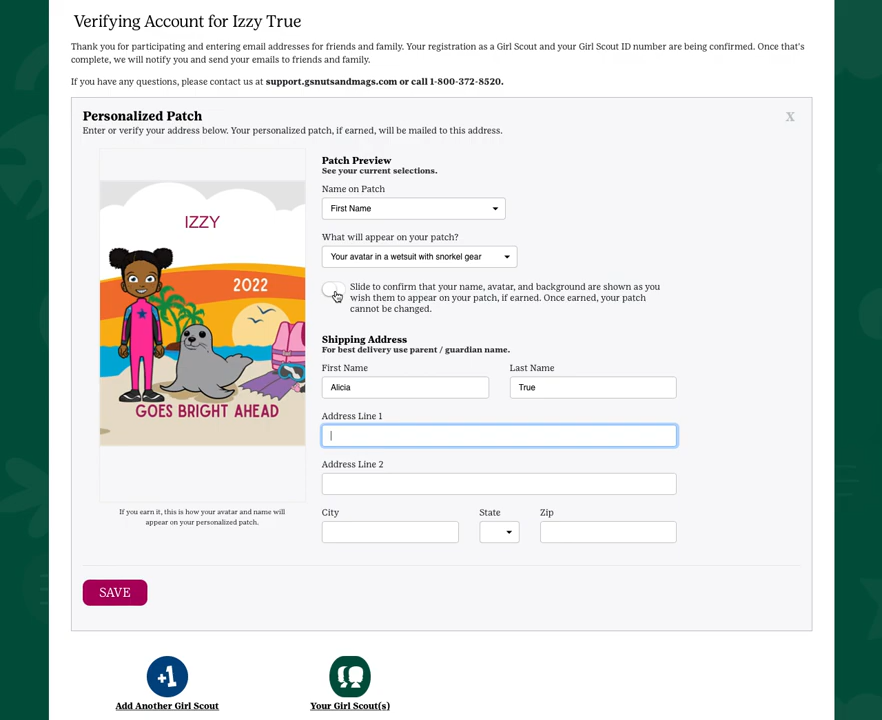 Verifying Account for Izzy True
Thank you for participating and entering email addresses for friends and family. Your registration as a Girl Scout and your Girl Scout ID number are being confirmed. Once that's
complete, we will notify you and send your emails to friends and family.
If you have any questions, please contact us at support.gsnutsandmags.com or call 1-800-372-8520.
Personalized Patch
X
Enter or verify your address below. Your personalized patch, if earned, will be mailed to this address.
IZZY
2022
GOES BRIGHT AHEAD
If you earn it, this is how your avatar and name will
appear on your personalized patch.
Patch Preview
See your current selections.
Name on Patch
First Name
What will appear on your patch?
Your avatar in a wetsuit with snorkel gear
Slide to confirm that your name, avatar, and background are shown as you
wish them to appear on your patch, if earned. Once earned, your patch
cannot be changed.
Shipping Address
For best delivery use parent / guardian name.
First Name Last Name
Alicia True
Address Line 1
Address Line 2
City State Zip
SAVE
+1
Add Another Girl Scout
Your Girl Scout(s)